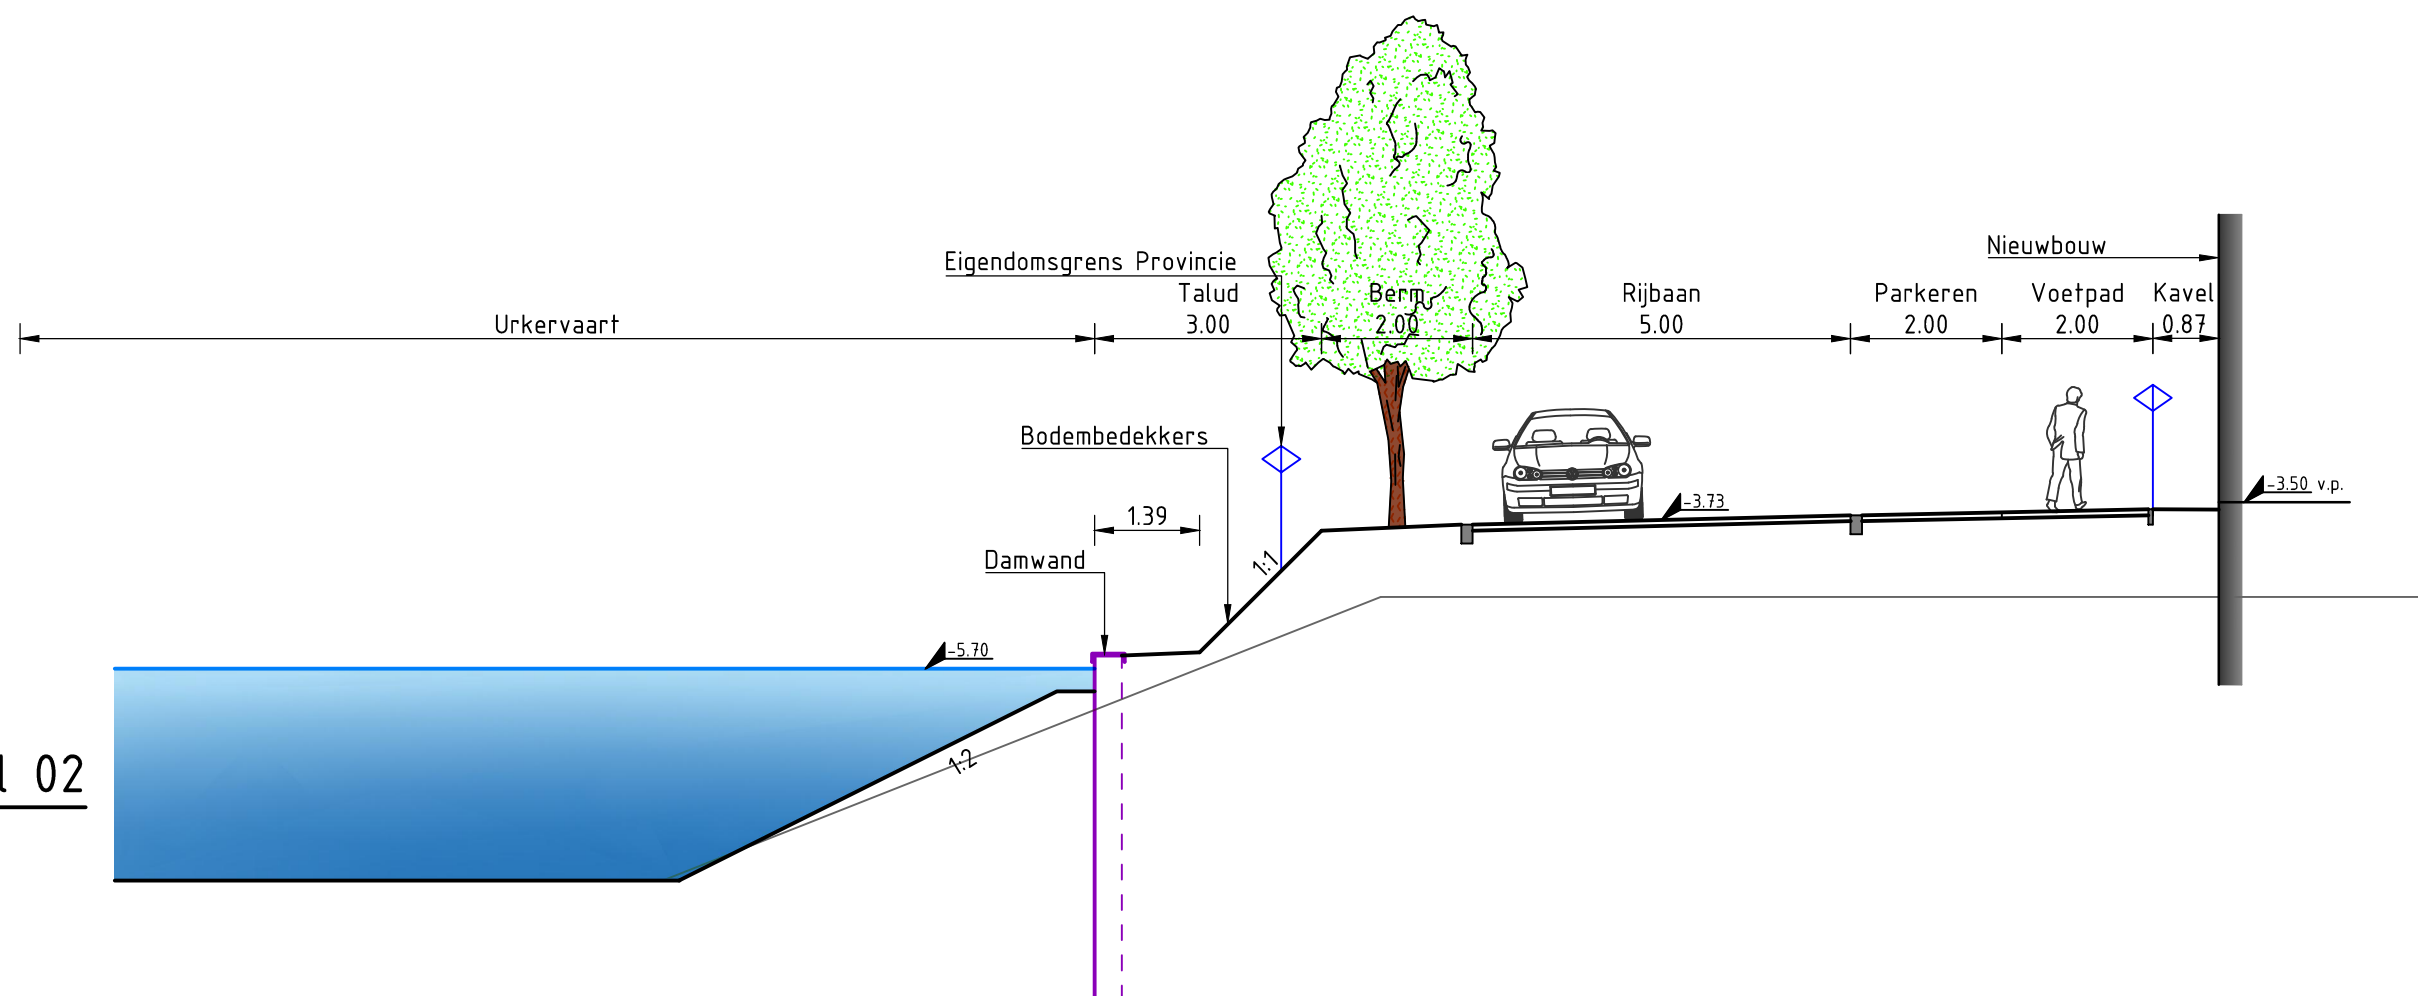 Nieuwbouw
Eigendomsgrens Provincie
Talud
Berm
Rijbaan
Parkeren
Voetpad
Kavel
Urkervaart
3.00
2.00
5.00
2.00
2.00
0.87
Bodembedekkers
-3.50 v.p.
-3.73
1.39
Damwand
1:1
-5.70
1:2
l 02